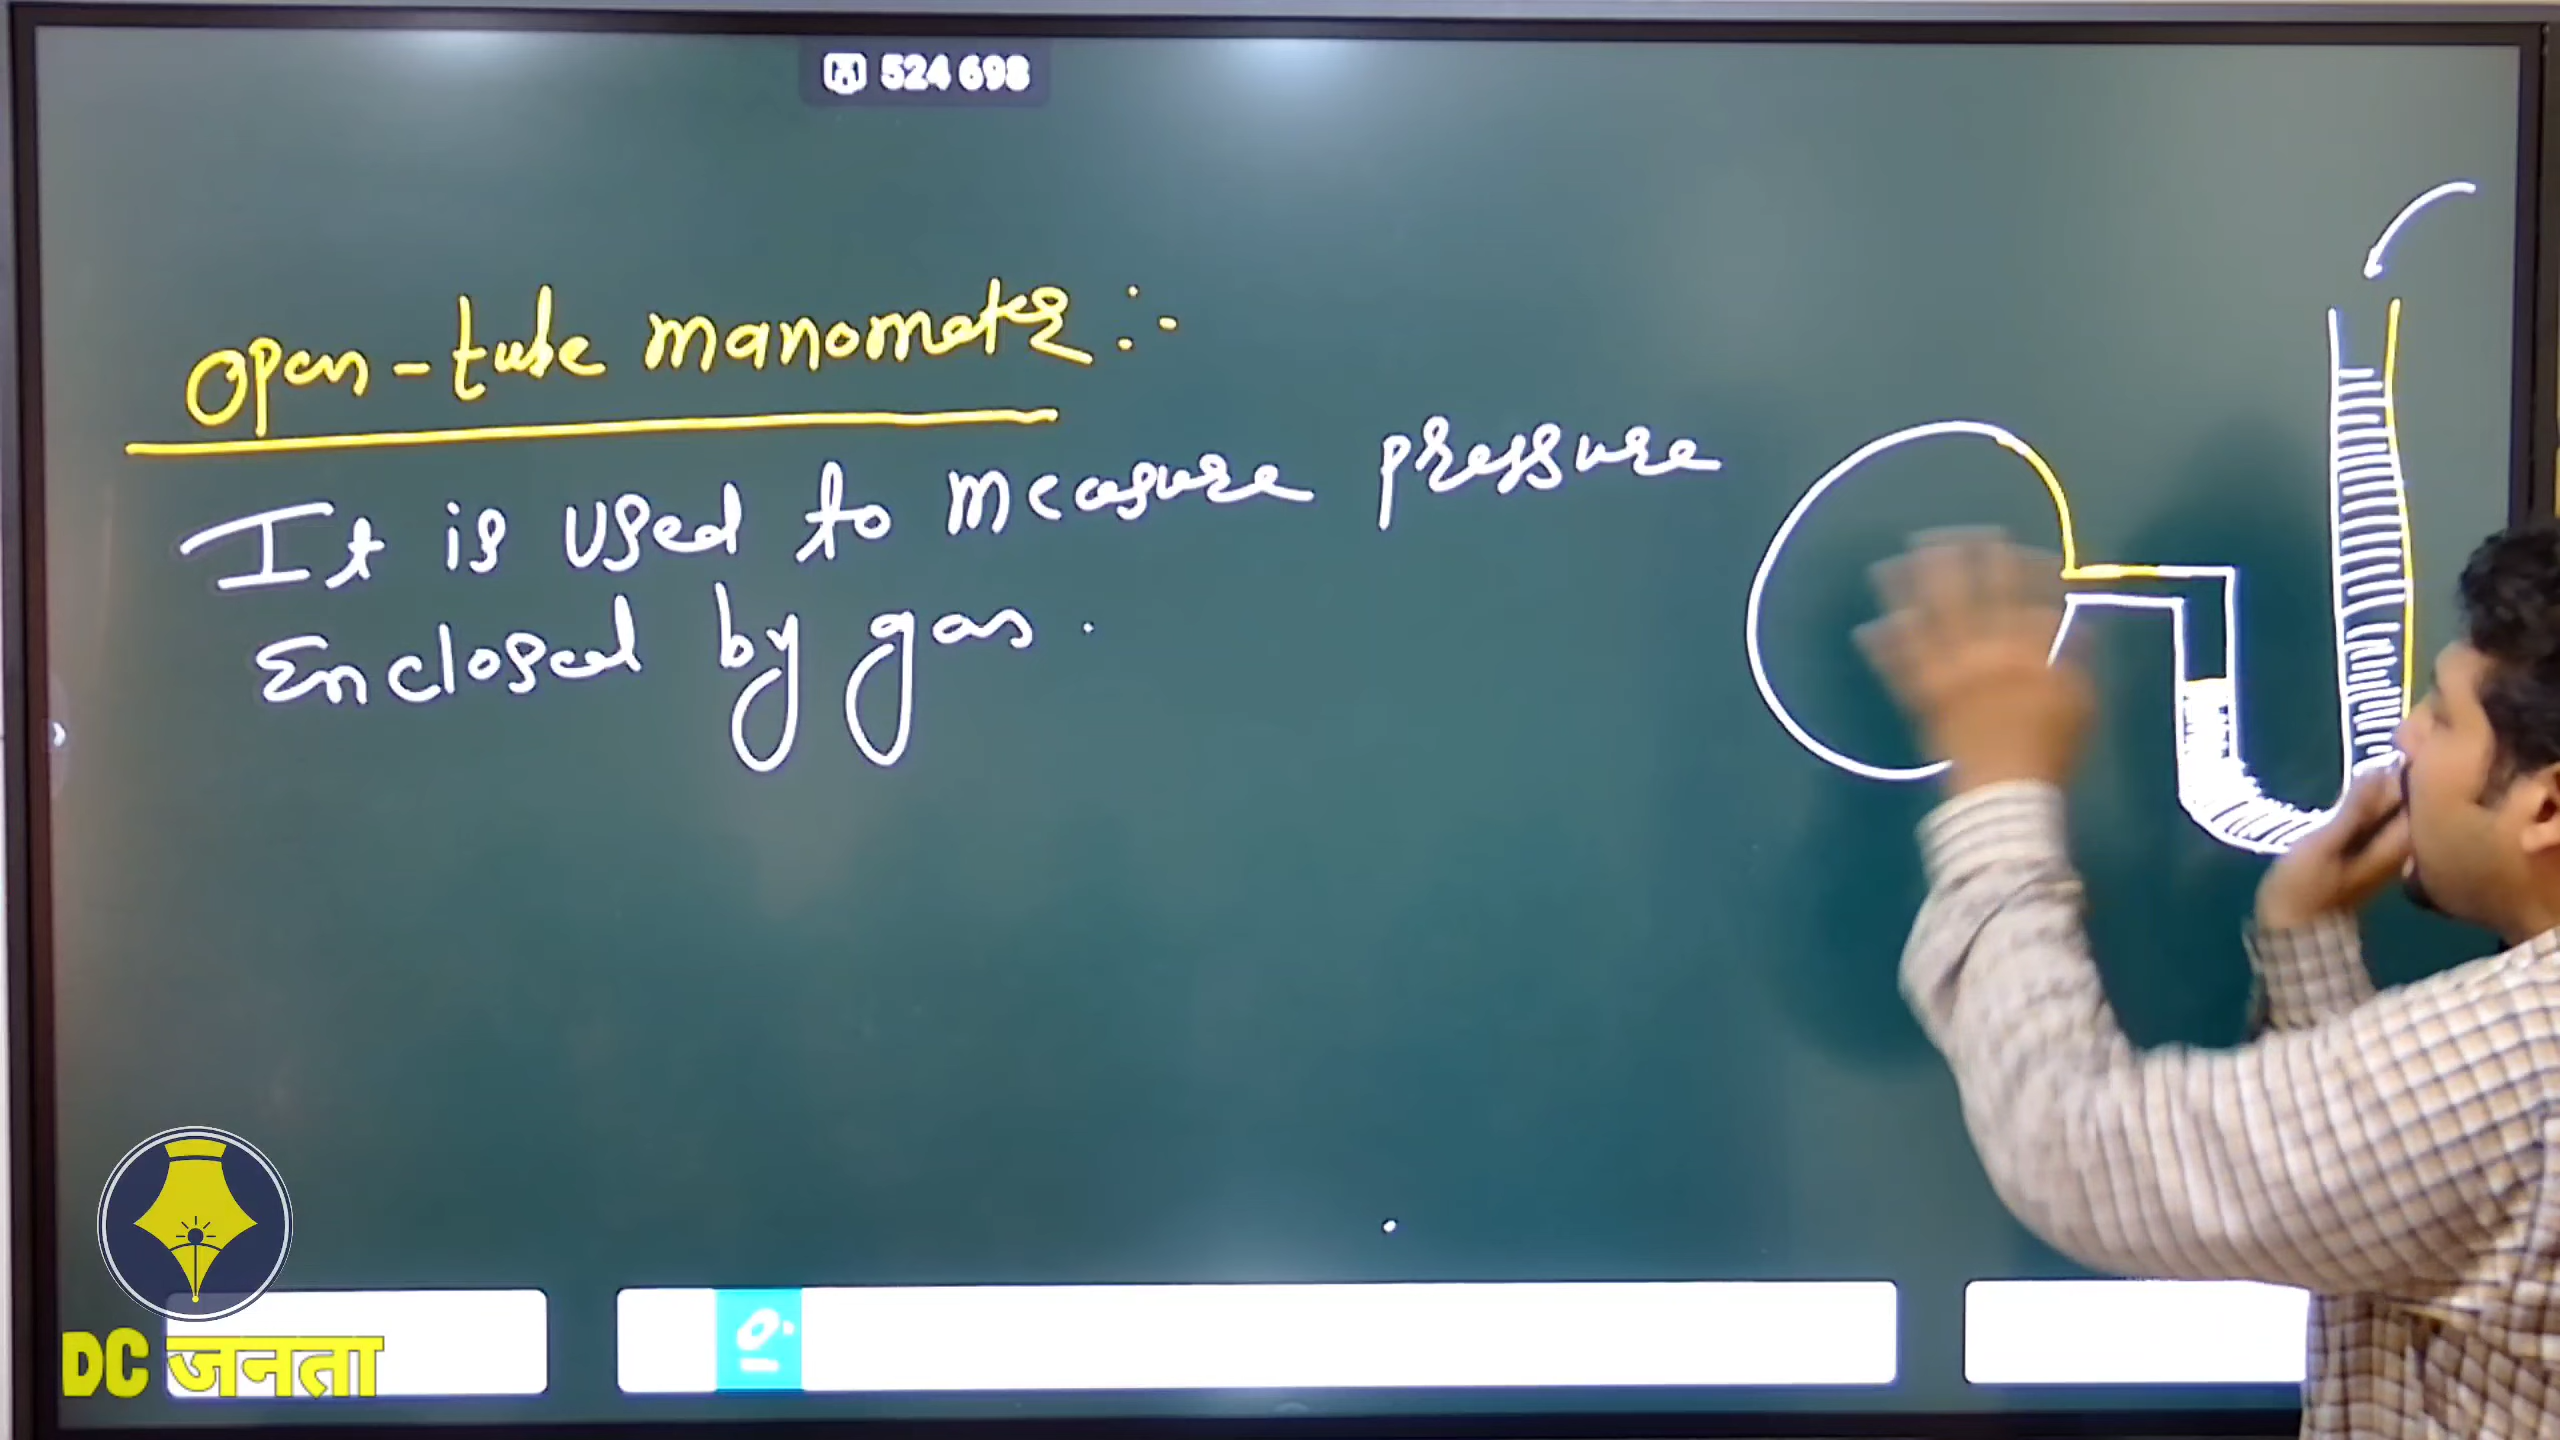 524 698
Open-tube manometer :-
It is used to measure pressure
Enclosed by gas.
DC जनता